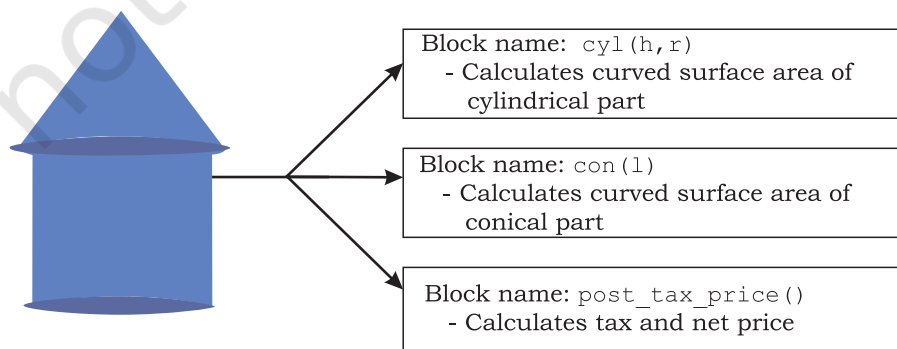 not
Block name: cyl(h,r)
- Calculates curved surface area of
cylindrical part
Block name: con(l)
- Calculates curved surface area of
conical part
Block name: post_tax_price()
- Calculates tax and net price